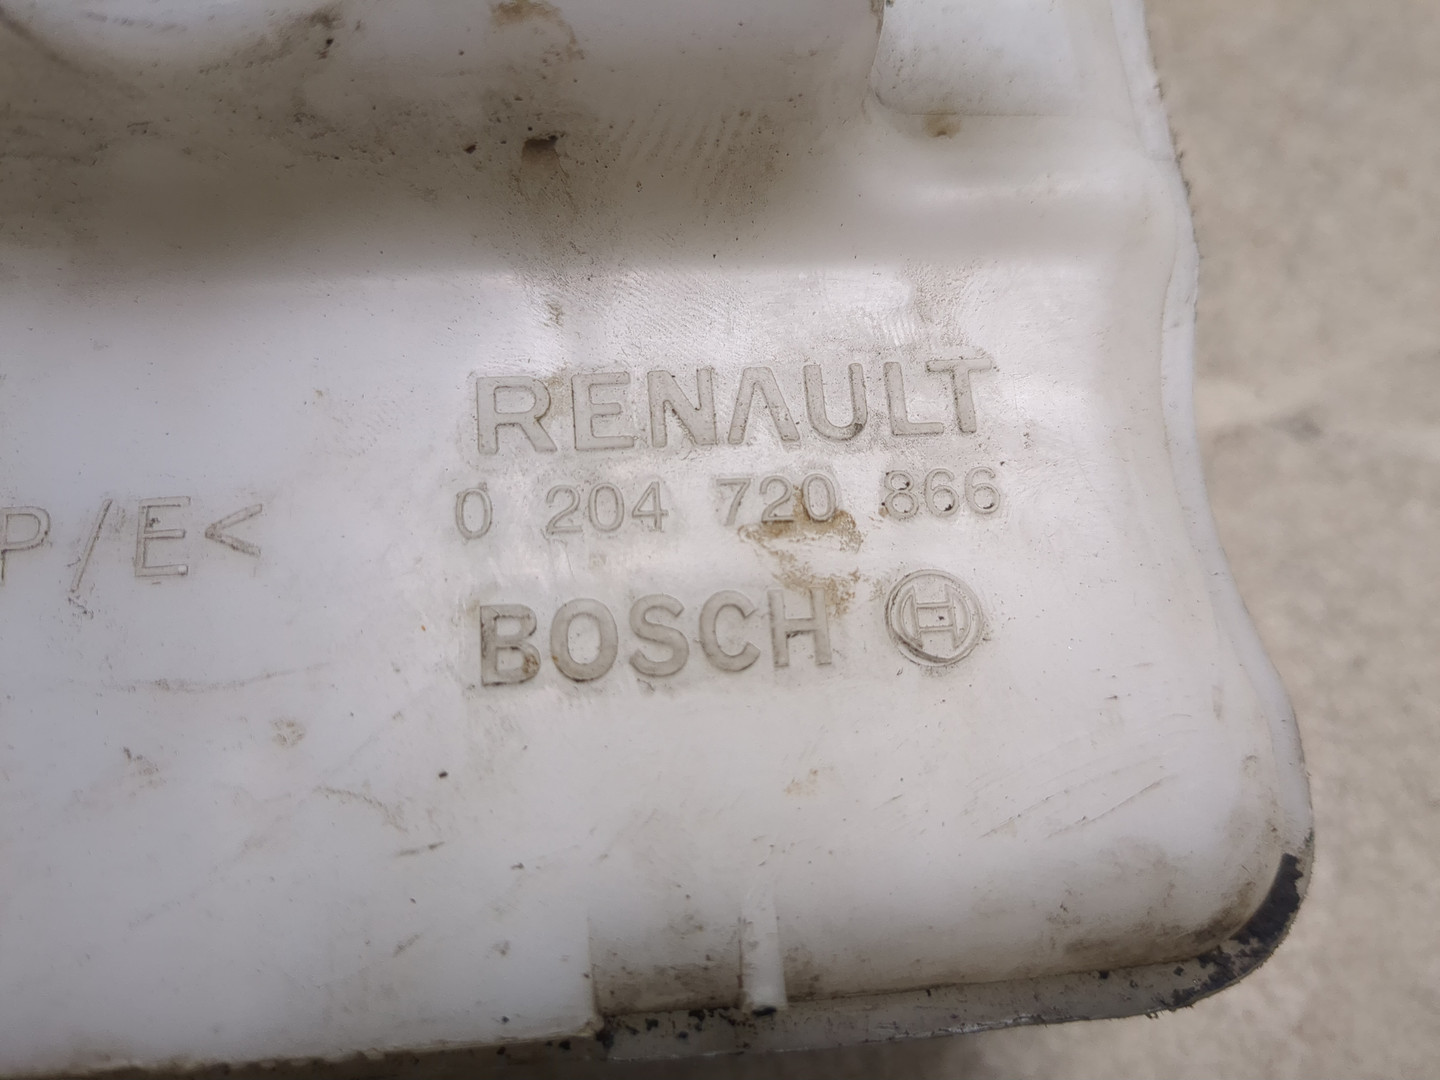 RENAULT
0 204 720 866
P/E<
BOSCH